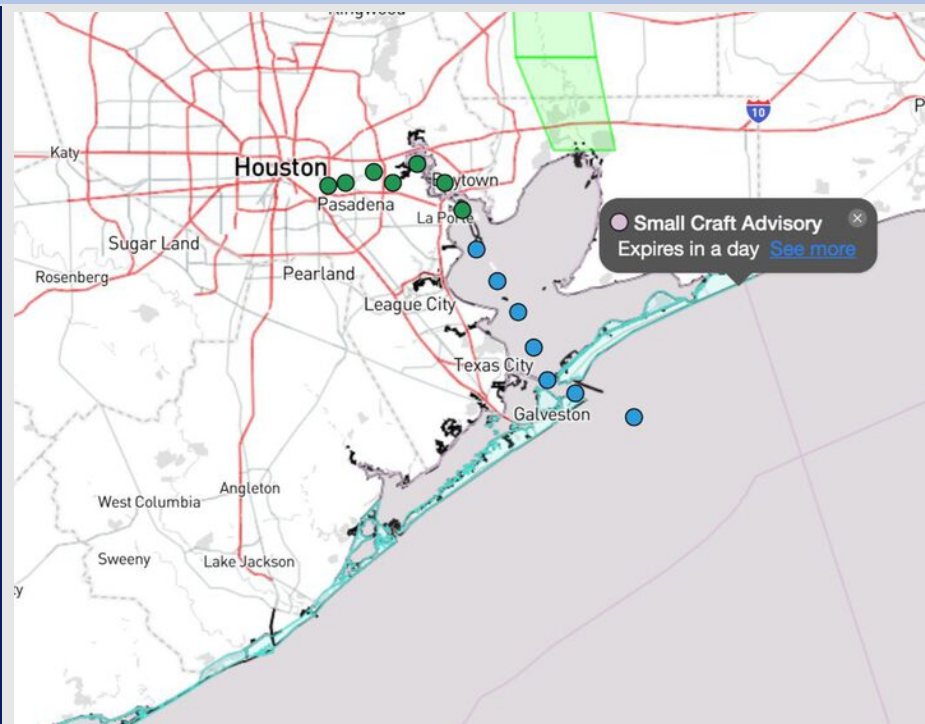 Katy
Houston
Baytown
Pasadena
La Porte
Sugar Land
Rosenberg
Pearland
League City
10
Small Craft Advisory
Expires in a day See more
Texas City
Galveston
West Columbia
Angleton
Sweeny
Lake Jackson